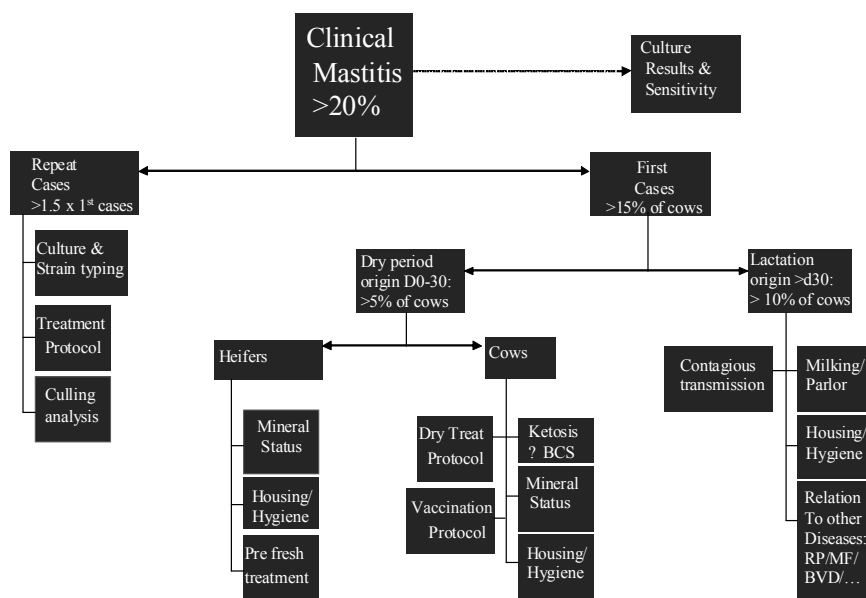 Clinical
Mastitis
>20%
Culture
Results &
Sensitivity
Repeat
Cases
>1.5 x 1st cases
First
Cases
>15% of cows
Culture &
Strain typing
Treatment
Protocol
Culling
analysis
Dry period
origin D0-30:
>5% of cows
Lactation
origin >d30:
> 10% of cows
Heifers
Cows
Mineral
Status
Housing/
Hygiene
Pre fresh
treatment
Dry Treat
Protocol
Vaccination
Protocol
Ketosis
? BCS
Mineral
Status
Housing/
Hygiene
Contagious
transmission
Milking/
Parlor
Housing/
Hygiene
Relation
To other
Diseases:
RP/MF/
BVD/…